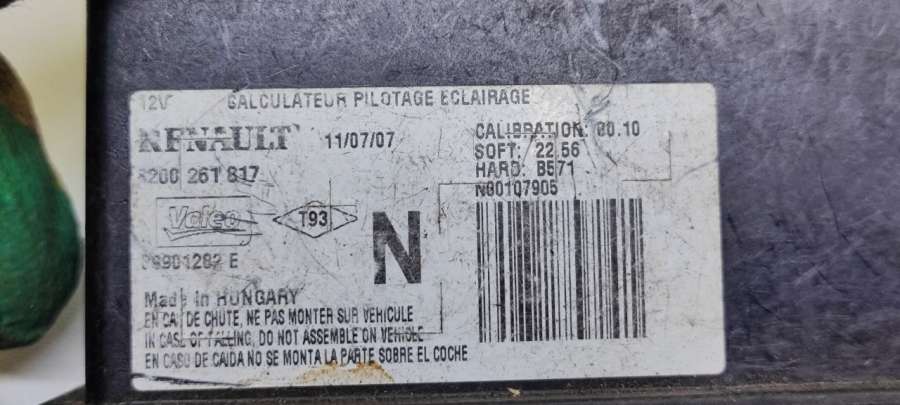 12V CALCULATEUR PILOTAGE ECLAIRAGE
RENAULT 11/07/07
8200 261 817
CALIBRATION: 00.10
SOFT: 22.56
HARD: B571
N00107905
Valeo T93 N
E
Made in HUNGARY
EN CAS DE CHUTE, NE PAS MONTER SUR VEHICULE
IN CASE OF FALLING, DO NOT ASSEMBLE ON VEHICLE
EN CASO DE CAIDA NO SE MONTA LA PARTE SOBRE EL COCHE